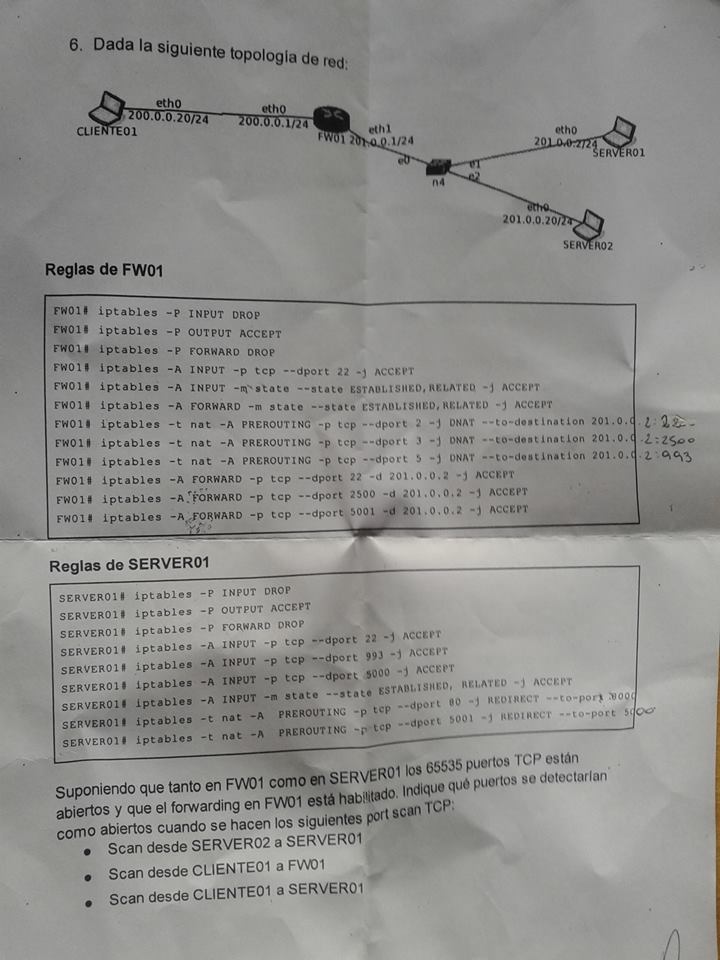 6. Dada la siguiente topología de red:
eth0
200.0.0.20/24
CLIENTE01
eth0
200.0.0.1/24
FW01
eth1
201.0.0.1/24
e0
n4
e1
e2
eth0
201.0.0.2/24
SERVER01
eth0
201.0.0.20/24
SERVER02
Reglas de FW01
FW01# iptables -P INPUT DROP
FW01# iptables -P OUTPUT ACCEPT
FW01# iptables -P FORWARD DROP
FW01# iptables -A INPUT -p tcp --dport 22 -j ACCEPT
FW01# iptables -A INPUT -m state --state ESTABLISHED,RELATED -j ACCEPT
FW01# iptables -A FORWARD -m state --state ESTABLISHED,RELATED -j ACCEPT
FW01# iptables -t nat -A PREROUTING -p tcp --dport 2 -j DNAT --to-destination 201.0.0.2:22
FW01# iptables -t nat -A PREROUTING -p tcp --dport 3 -j DNAT --to-destination 201.0.0.2:2500
FW01# iptables -t nat -A PREROUTING -p tcp --dport 5 -j DNAT --to-destination 201.0.0.2:993
FW01# iptables -A FORWARD -p tcp --dport 22 -d 201.0.0.2 -j ACCEPT
FW01# iptables -A FORWARD -p tcp --dport 2500 -d 201.0.0.2 -j ACCEPT
FW01# iptables -A FORWARD -p tcp --dport 5001 -d 201.0.0.2 -j ACCEPT
Reglas de SERVER01
SERVER01# iptables -P INPUT DROP
SERVER01# iptables -P OUTPUT ACCEPT
SERVER01# iptables -P FORWARD DROP
SERVER01# iptables -A INPUT -p tcp --dport 22 -j ACCEPT
SERVER01# iptables -A INPUT -p tcp --dport 993 -j ACCEPT
SERVER01# iptables -A INPUT -p tcp --dport 5000 -j ACCEPT
SERVER01# iptables -A INPUT -m state --state ESTABLISHED, RELATED -j ACCEPT
SERVER01# iptables -t nat -A PREROUTING -p tcp --dport 80 -j REDIRECT --to-port 8000
SERVER01# iptables -t nat -A PREROUTING -p tcp --dport 5001 -j REDIRECT --to-port 5000
Suponiendo que tanto en FW01 como en SERVER01 los 65535 puertos TCP están
abiertos y que el forwarding en FW01 está habilitado. Indique qué puertos se detectarían
como abiertos cuando se hacen los siguientes port scan TCP:
• Scan desde SERVER02 a SERVER01
• Scan desde CLIENTE01 a FW01
• Scan desde CLIENTE01 a SERVER01